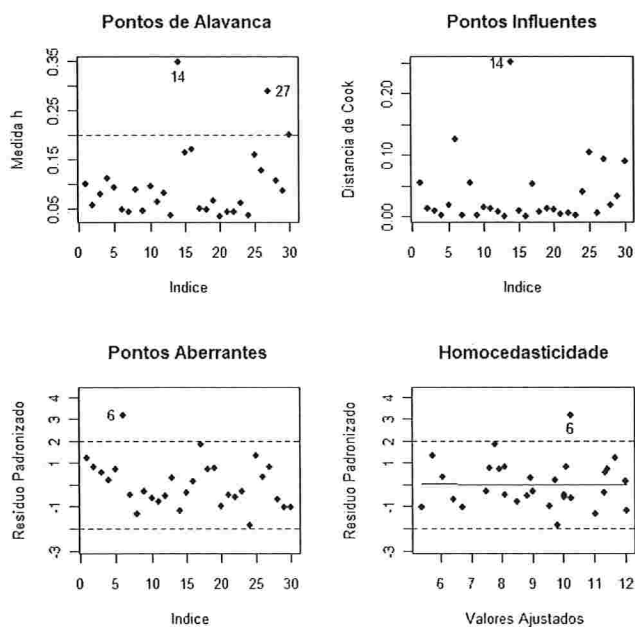 Pontos de Alavanca
Medida h
0.35
0.25
0.15
0.05
14
27
0 5 10 15 20 25 30
Indice
Pontos Influentes
Distancia de Cook
0.20
0.10
0.00
14
0 5 10 15 20 25 30
Indice
Pontos Aberrantes
Resíduo Padronizado
4
3
2
1
-1
-3
6
0 5 10 15 20 25 30
Indice
Homocedasticidade
Resíduo Padronizado
4
3
2
1
-1
-3
6
6 7 8 9 10 11 12
Valores Ajustados